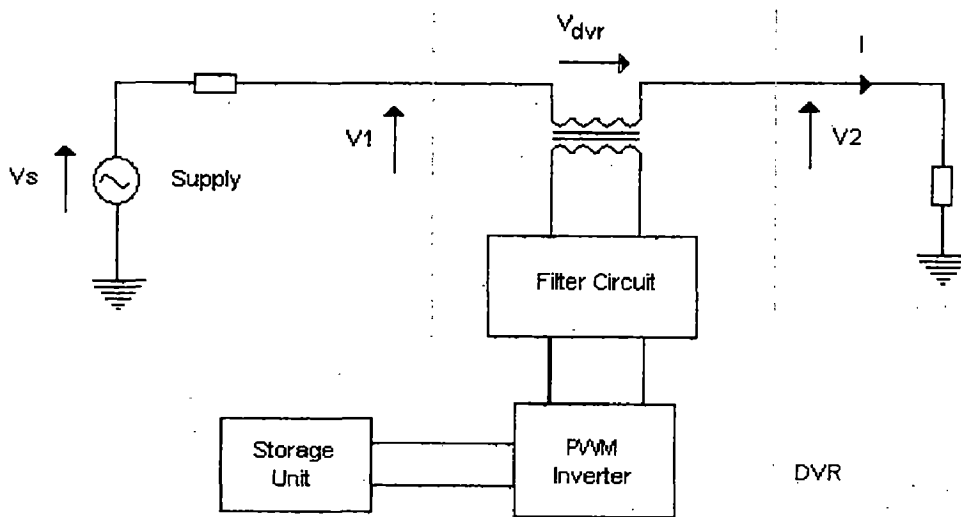 Vdvr
I
V1
V2
Vs
Supply
Filter Circuit
Storage
Unit
PWM
Inverter
DVR